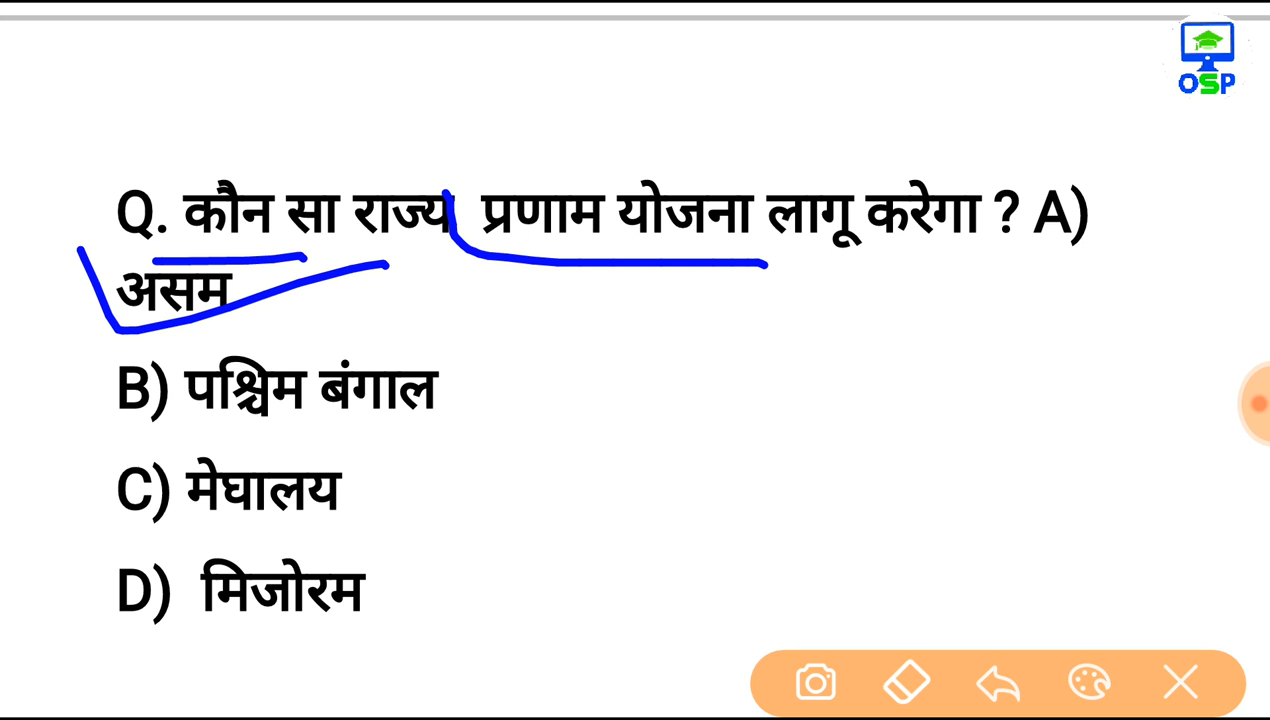 OSP
Q. कौन सा राज्य प्रणाम योजना लागू करेगा ? A)
असम
B) पश्चिम बंगाल
C) मेघालय
D) मिजोरम